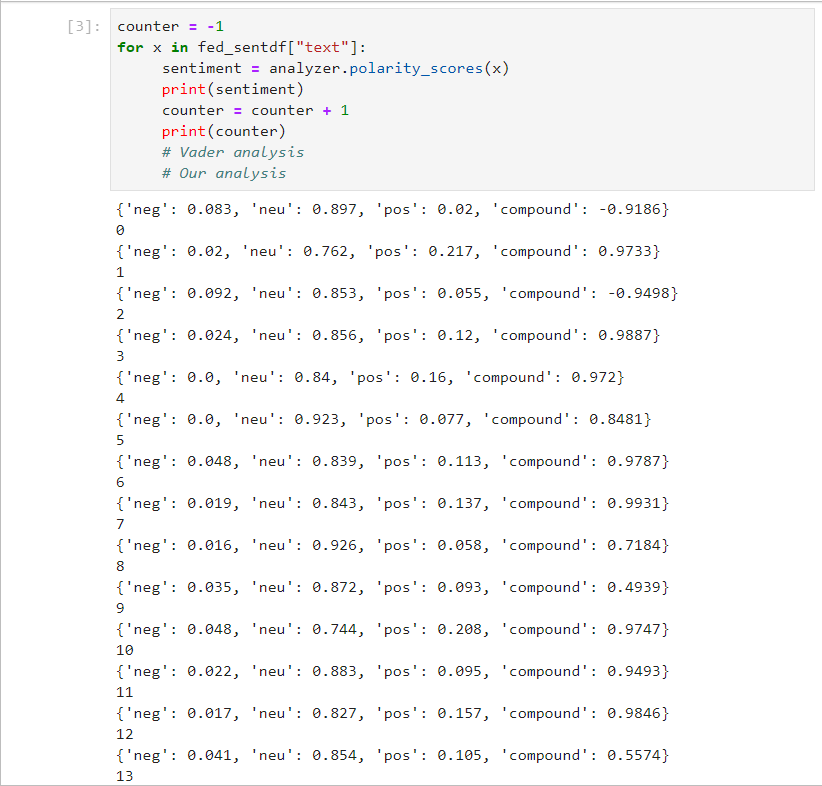 [3]:
counter = -1
for x in fed_sentdf["text"]:
sentiment = analyzer.polarity_scores(x)
print(sentiment)
counter = counter + 1
print(counter)
# Vader analysis
# Our analysis
{'neg': 0.083, 'neu': 0.897, 'pos': 0.02, 'compound': -0.9186}
0
{'neg': 0.02, 'neu': 0.762, 'pos': 0.217, 'compound': 0.9733}
1
{'neg': 0.092, 'neu': 0.853, 'pos': 0.055, 'compound': -0.9498}
2
{'neg': 0.024, 'neu': 0.856, 'pos': 0.12, 'compound': 0.9887}
3
{'neg': 0.0, 'neu': 0.84, 'pos': 0.16, 'compound': 0.972}
4
{'neg': 0.0, 'neu': 0.923, 'pos': 0.077, 'compound': 0.8481}
5
{'neg': 0.048, 'neu': 0.839, 'pos': 0.113, 'compound': 0.9787}
6
{'neg': 0.019, 'neu': 0.843, 'pos': 0.137, 'compound': 0.9931}
7
{'neg': 0.016, 'neu': 0.926, 'pos': 0.058, 'compound': 0.7184}
8
{'neg': 0.035, 'neu': 0.872, 'pos': 0.093, 'compound': 0.4939}
9
{'neg': 0.048, 'neu': 0.744, 'pos': 0.208, 'compound': 0.9747}
10
{'neg': 0.022, 'neu': 0.883, 'pos': 0.095, 'compound': 0.9493}
11
{'neg': 0.017, 'neu': 0.827, 'pos': 0.157, 'compound': 0.9846}
12
{'neg': 0.041, 'neu': 0.854, 'pos': 0.105, 'compound': 0.5574}
13